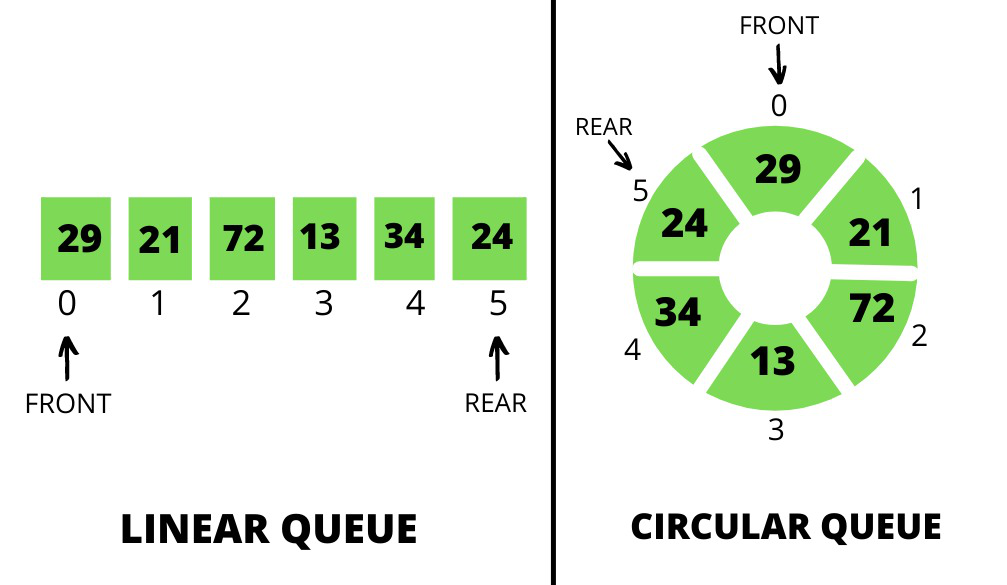 29 21 72 13 34 24
0 1 2 3 4 5
FRONT REAR
LINEAR QUEUE
FRONT
0
REAR
5
1
29
24
21
34
72
4
2
13
3
CIRCULAR QUEUE